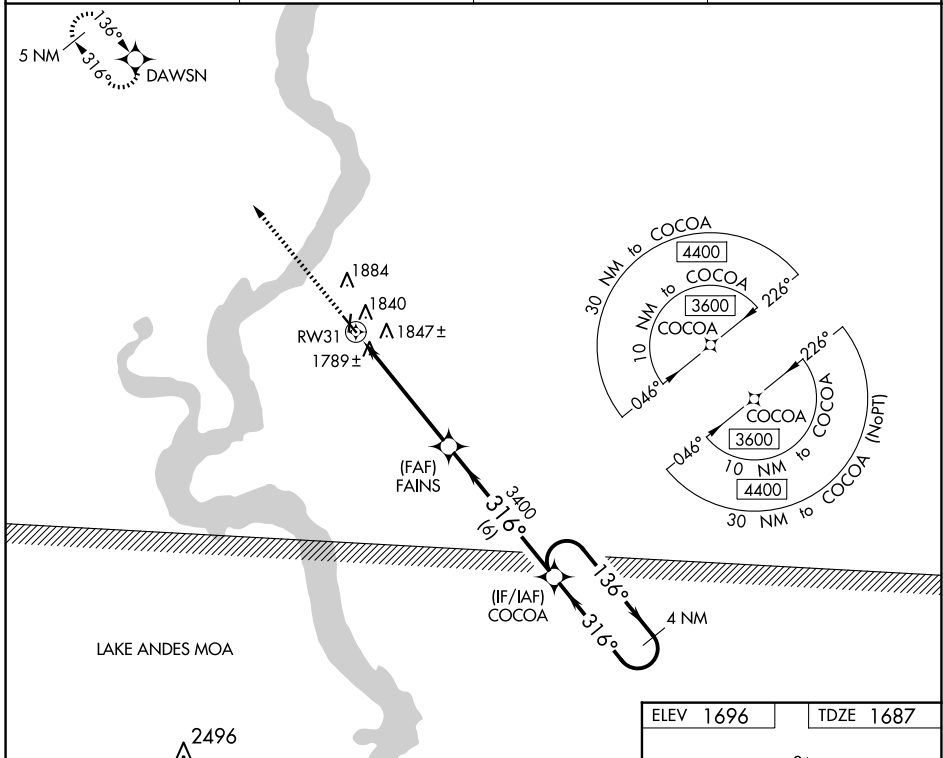 136°
5 NM
316°
DAWSN
30 NM to COCOA
4400
10 NM to COCOA
3600
226°
COCOA
046°
1884
1840
RW31
1847±
1789±
226°
COCOA
046°
3600
10 NM to COCOA
4400
30 NM to COCOA (NoPT)
(FAF)
FAINS
3400
316°
(6)
(IF/IAF)
COCOA
136°
316°
4 NM
LAKE ANDES MOA
2496
ELEV 1696
TDZE 1687